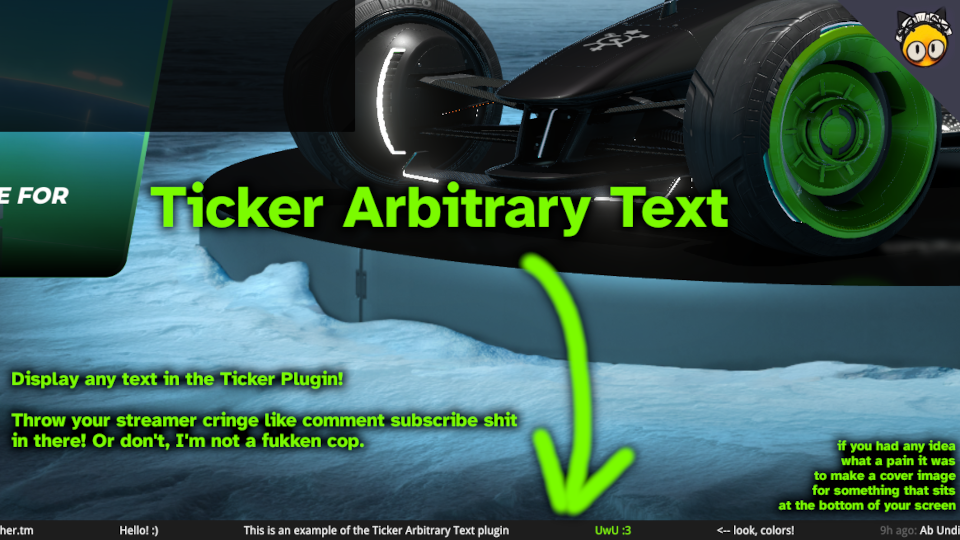 NADEO
E FOR
Ticker Arbitrary Text
Display any text in the Ticker Plugin!
Throw your streamer cringe like comment subscribe shit
in there! Or don't, I'm not a fukken cop.
if you had any idea
what a pain it was
to make a cover image
for something that sits
at the bottom of your screen
her.tm Hello! :) This is an example of the Ticker Arbitrary Text plugin UwU :3 <-- look, colors! 9h ago: Ab Undi